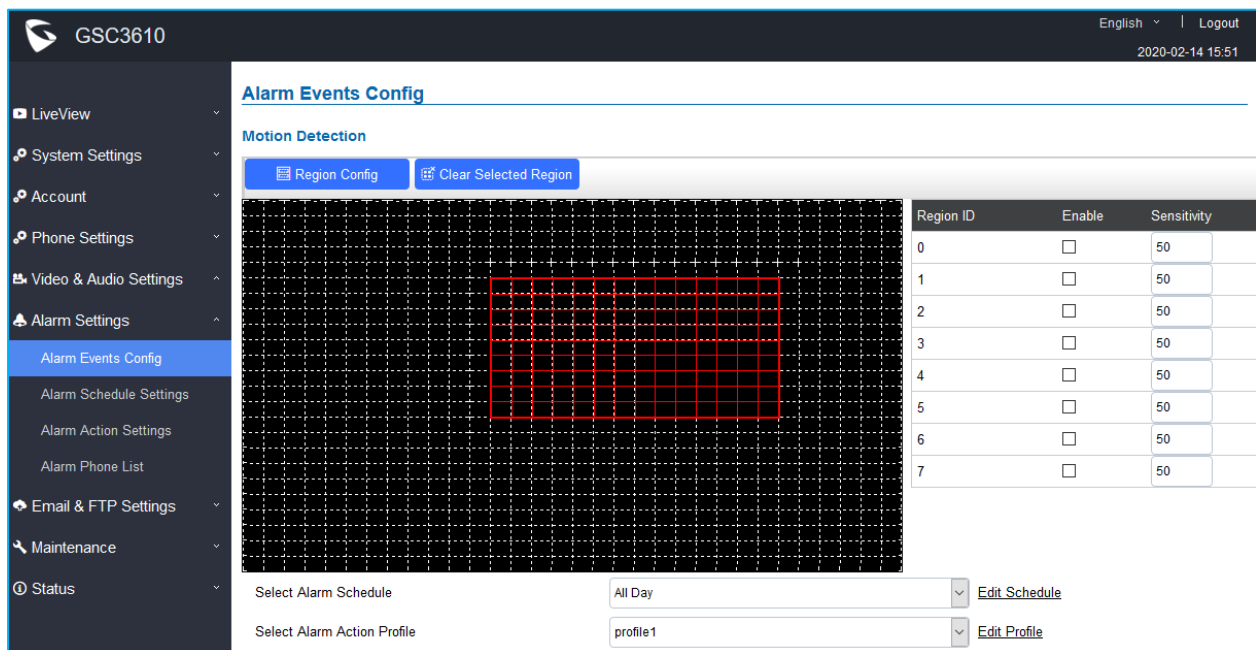 GSC3610
English | Logout
2020-02-14 15:51
LiveView
System Settings
Account
Phone Settings
Video & Audio Settings
Alarm Settings
Alarm Events Config
Alarm Schedule Settings
Alarm Action Settings
Alarm Phone List
Email & FTP Settings
Maintenance
Status
Alarm Events Config
Motion Detection
Region Config Clear Selected Region
Region ID Enable Sensitivity
0 50
1 50
2 50
3 50
4 50
5 50
6 50
7 50
Select Alarm Schedule All Day Edit Schedule
Select Alarm Action Profile profile1 Edit Profile